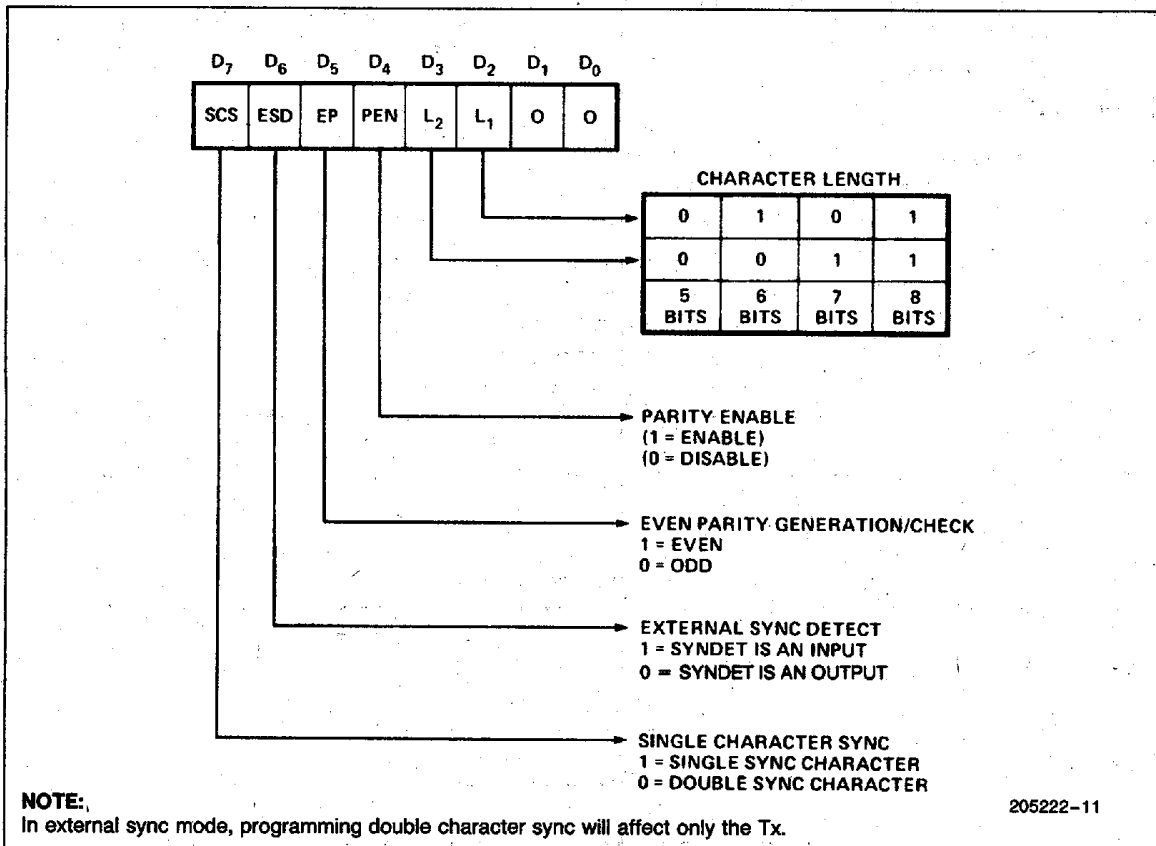 D7 D6 D5 D4 D3 D2 D1 D0
SCS ESD EP PEN L2 L1 0 0
CHARACTER LENGTH
0 1 0 1
0 0 1 1
5 BITS 6 BITS 7 BITS 8 BITS
PARITY ENABLE
(1 = ENABLE)
(0 = DISABLE)
EVEN PARITY GENERATION/CHECK
1 = EVEN
0 = ODD
EXTERNAL SYNC DETECT
1 = SYNDET IS AN INPUT
0 = SYNDET IS AN OUTPUT
SINGLE CHARACTER SYNC
1 = SINGLE SYNC CHARACTER
0 = DOUBLE SYNC CHARACTER
NOTE:
In external sync mode, programming double character sync will affect only the Tx.
205222-11